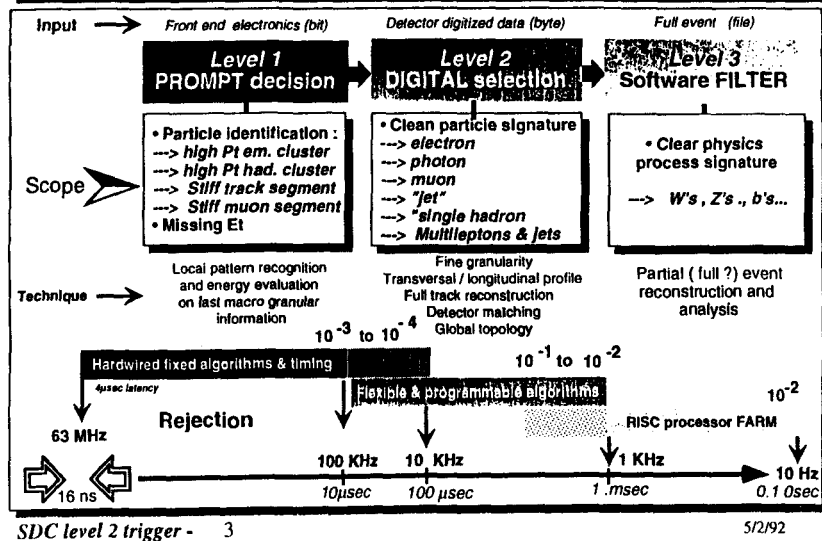 Input
Front end electronics (bit)
Detector digitized data (byte)
Full event (file)
Level 1
PROMPT decision
Level 2
DIGITAL selection
Level 3
Software FILTER
Scope
• Particle identification :
---> high Pt em. cluster
---> high Pt had. cluster
---> Stiff track segment
---> Stiff muon segment
• Missing Et
• Clean particle signature
---> electron
---> photon
---> muon
---> "jet"
---> "single hadron
---> Multileptons & jets
• Clear physics
process signature
---> W's , Z's ., b's...
Technique
Local pattern recognition
and energy evaluation
on fast macro granular
information
Fine granularity
Transversal / longitudinal profile
Full track reconstruction
Detector matching
Global topology
Partial ( full ?) event
reconstruction and
analysis
10-3 to 10-4
Hardwired fixed algorithms & timing
4µsec latency
10-1 to 10-2
Flexible & programmable algorithms
10-2
Rejection
RISC processor FARM
63 MHz
16 ns
100 KHz
10µsec
10 KHz
100 µsec
1 KHz
1 .msec
10 Hz
0.1 0sec
SDC level 2 trigger - 3
5/2/92